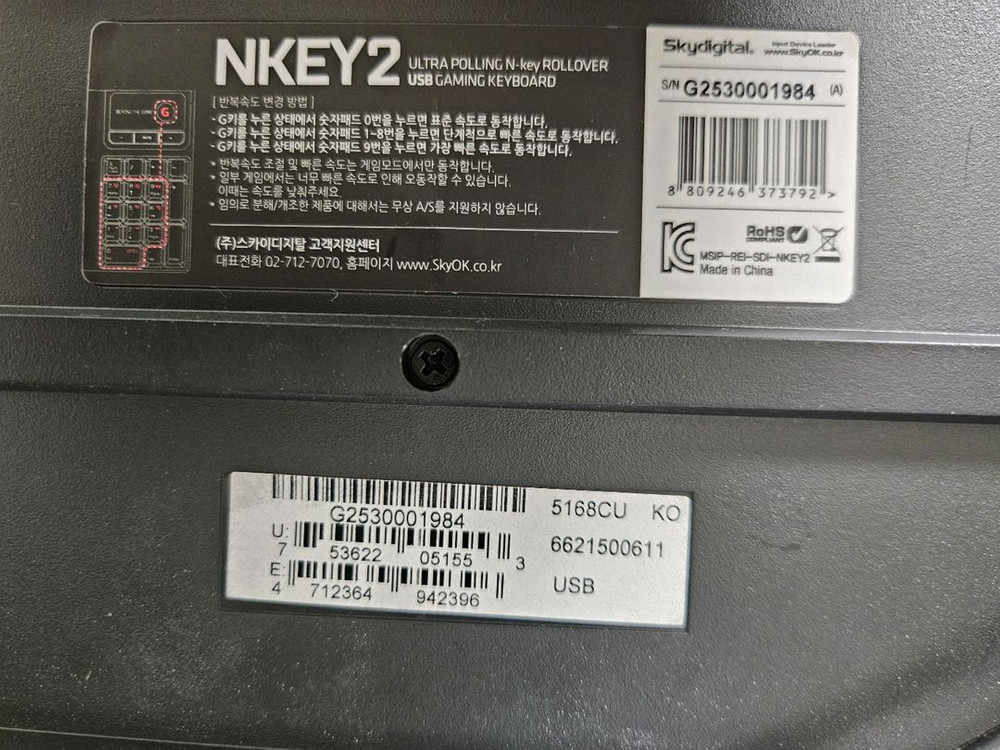 NKEY2 ULTRA POLLING N-key ROLLOVER
USB GAMING KEYBOARD
[ 반복속도 변경 방법 ]
- G키를 누른 상태에서 숫자패드 0번을 누르면 표준 속도로 동작합니다.
- G키를 누른 상태에서 숫자패드 1~8번을 누르면 단계적으로 빠른 속도로 동작합니다.
- G키를 누른 상태에서 숫자패드 9번을 누르면 가장 빠른 속도로 동작합니다.
* 반복속도 조절 및 빠른 속도는 게임모드에서만 동작합니다.
* 일부 게임에서는 너무 빠른 속도로 인해 오동작할 수 있습니다.
이때는 속도를 낮춰주세요.
* 임의로 분해/개조한 제품에 대해서는 무상 A/S를 지원하지 않습니다.
(주)스카이디지탈 고객지원센터
대표전화 02-712-7070, 홈페이지 www.SkyOK.co.kr
G
Skydigital. Input Device Leader
www.SkyOK.co.kr
S/N G2530001984 (A)
8 809246 373792 >
RoHS
COMPLIANT
MSIP-REI-SDI-NKEY2
Made in China
G2530001984
U:
7 53622 05155 3
E:
4 712364 942396
5168CU KO
6621500611
USB